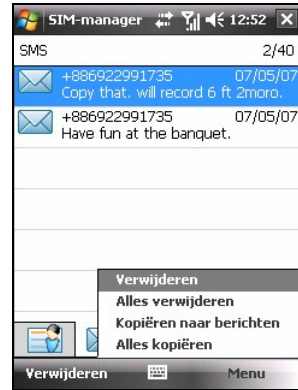 SIM-manager 12:52
SMS 2/40
+886922991735 07/05/07
Copy that. will record 6 ft 2moro.
+886922991735 07/05/07
Have fun at the banquet.
Verwijderen
Alles verwijderen
Kopiëren naar berichten
Alles kopiëren
Verwijderen Menu